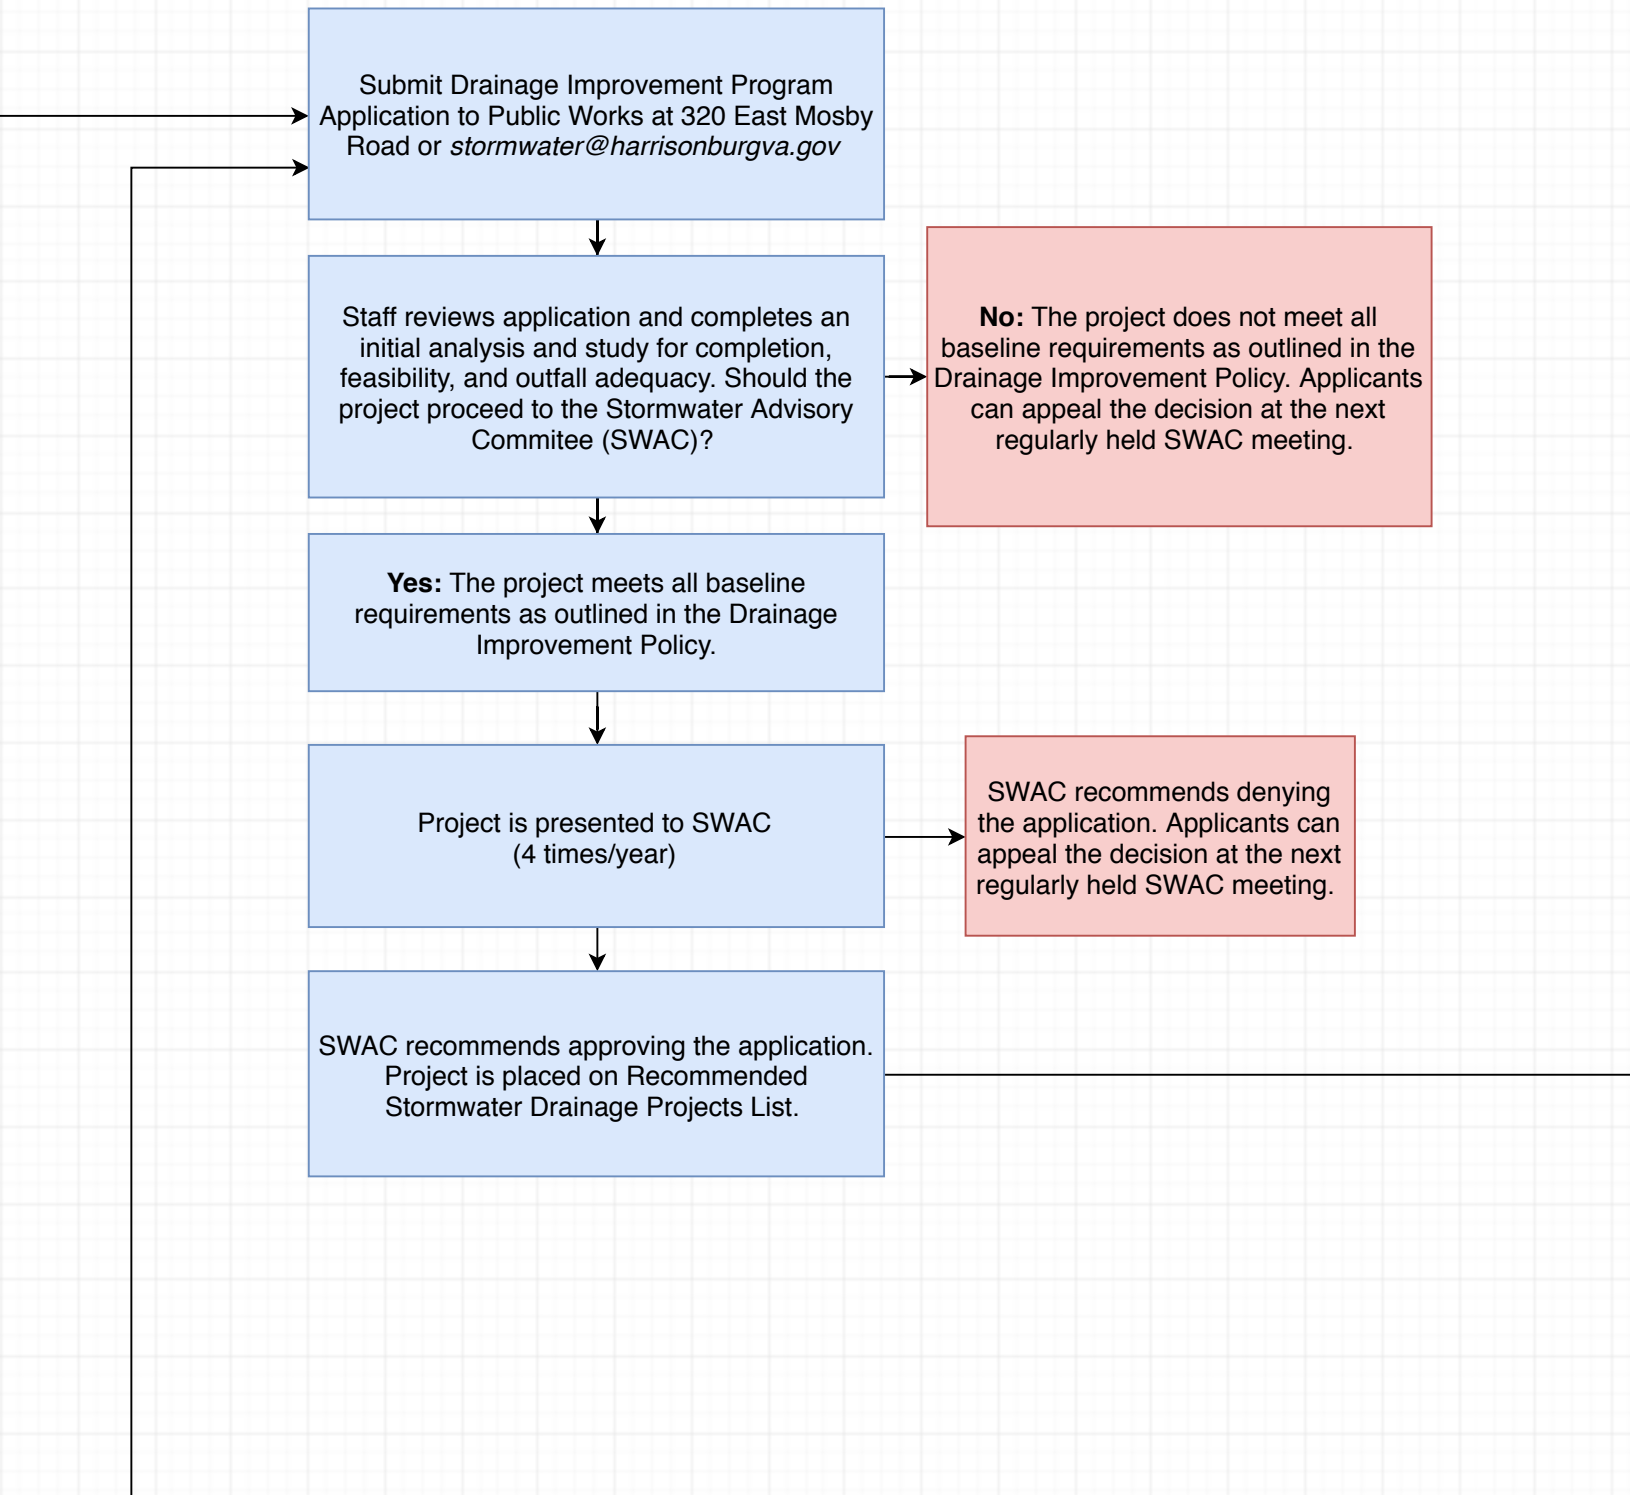 Submit Drainage Improvement Program
Application to Public Works at 320 East Mosby
Road or stormwater@harrisonburgva.gov
Staff reviews application and completes an
initial analysis and study for completion,
feasibility, and outfall adequacy. Should the
project proceed to the Stormwater Advisory
Commitee (SWAC)?
No: The project does not meet all
baseline requirements as outlined in the
Drainage Improvement Policy. Applicants
can appeal the decision at the next
regularly held SWAC meeting.
Yes: The project meets all baseline
requirements as outlined in the Drainage
Improvement Policy.
Project is presented to SWAC
(4 times/year)
SWAC recommends denying
the application. Applicants can
appeal the decision at the next
regularly held SWAC meeting.
SWAC recommends approving the application.
Project is placed on Recommended
Stormwater Drainage Projects List.